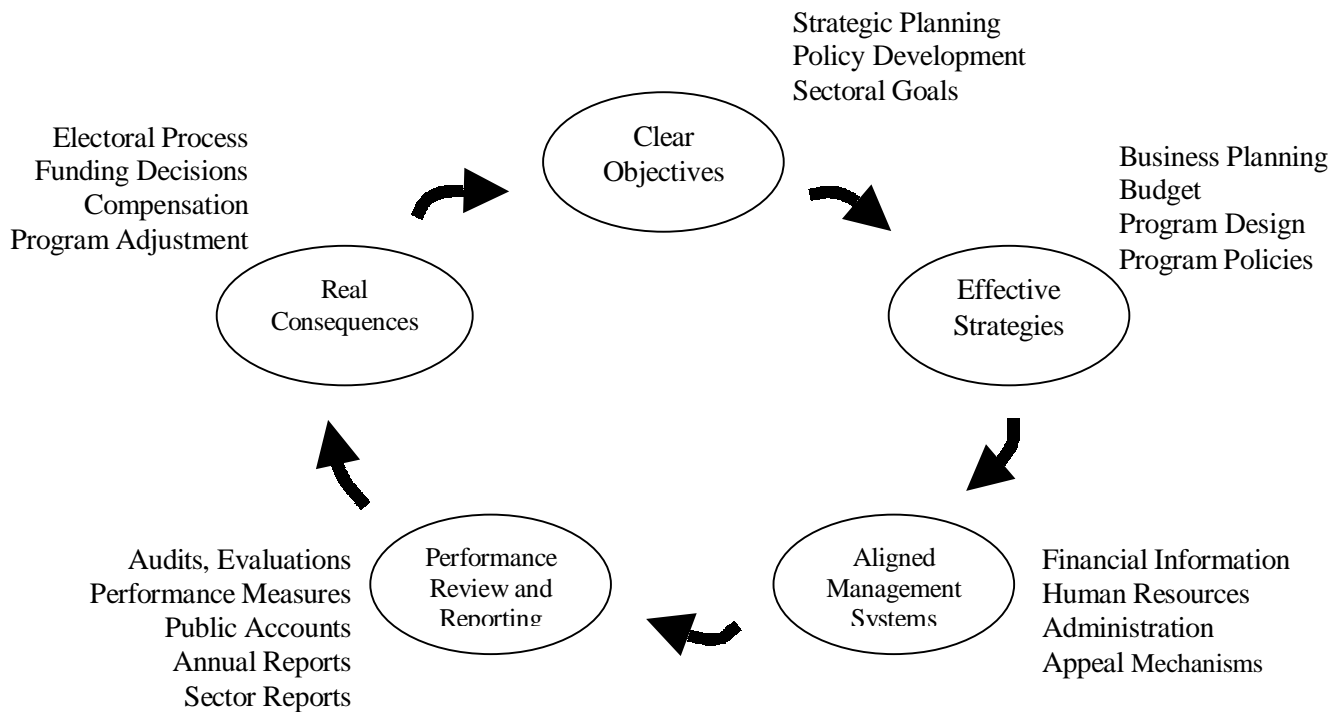 Strategic Planning
Policy Development
Sectoral Goals
Clear
Objectives
Business Planning
Budget
Program Design
Program Policies
Effective
Strategies
Financial Information
Human Resources
Administration
Appeal Mechanisms
Aligned
Management
Systems
Performance
Review and
Reporting
Audits, Evaluations
Performance Measures
Public Accounts
Annual Reports
Sector Reports
Real
Consequences
Electoral Process
Funding Decisions
Compensation
Program Adjustment